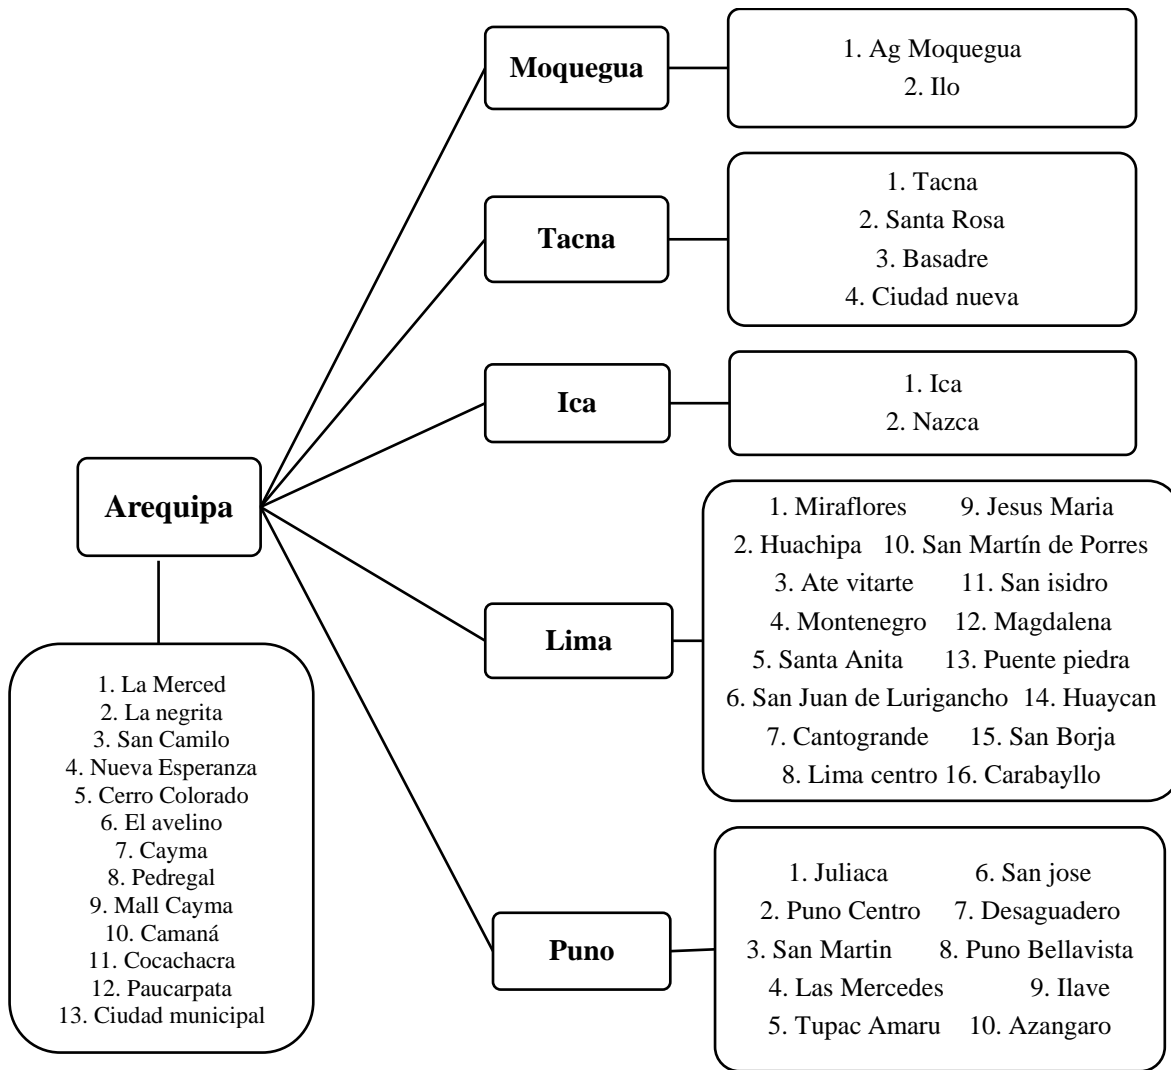 Moquegua
1. Ag Moquegua
2. Ilo
Tacna
1. Tacna
2. Santa Rosa
3. Basadre
4. Ciudad nueva
Ica
1. Ica
2. Nazca
Arequipa
1. La Merced
2. La negrita
3. San Camilo
4. Nueva Esperanza
5. Cerro Colorado
6. El avelino
7. Cayma
8. Pedregal
9. Mall Cayma
10. Camaná
11. Cocachacra
12. Paucarpata
13. Ciudad municipal
Lima
1. Miraflores 9. Jesus Maria
2. Huachipa 10. San Martín de Porres
3. Ate vitarte 11. San isidro
4. Montenegro 12. Magdalena
5. Santa Anita 13. Puente piedra
6. San Juan de Lurigancho 14. Huaycan
7. Cantogrande 15. San Borja
8. Lima centro 16. Carabayllo
Puno
1. Juliaca 6. San jose
2. Puno Centro 7. Desaguadero
3. San Martin 8. Puno Bellavista
4. Las Mercedes 9. Ilave
5. Tupac Amaru 10. Azangaro